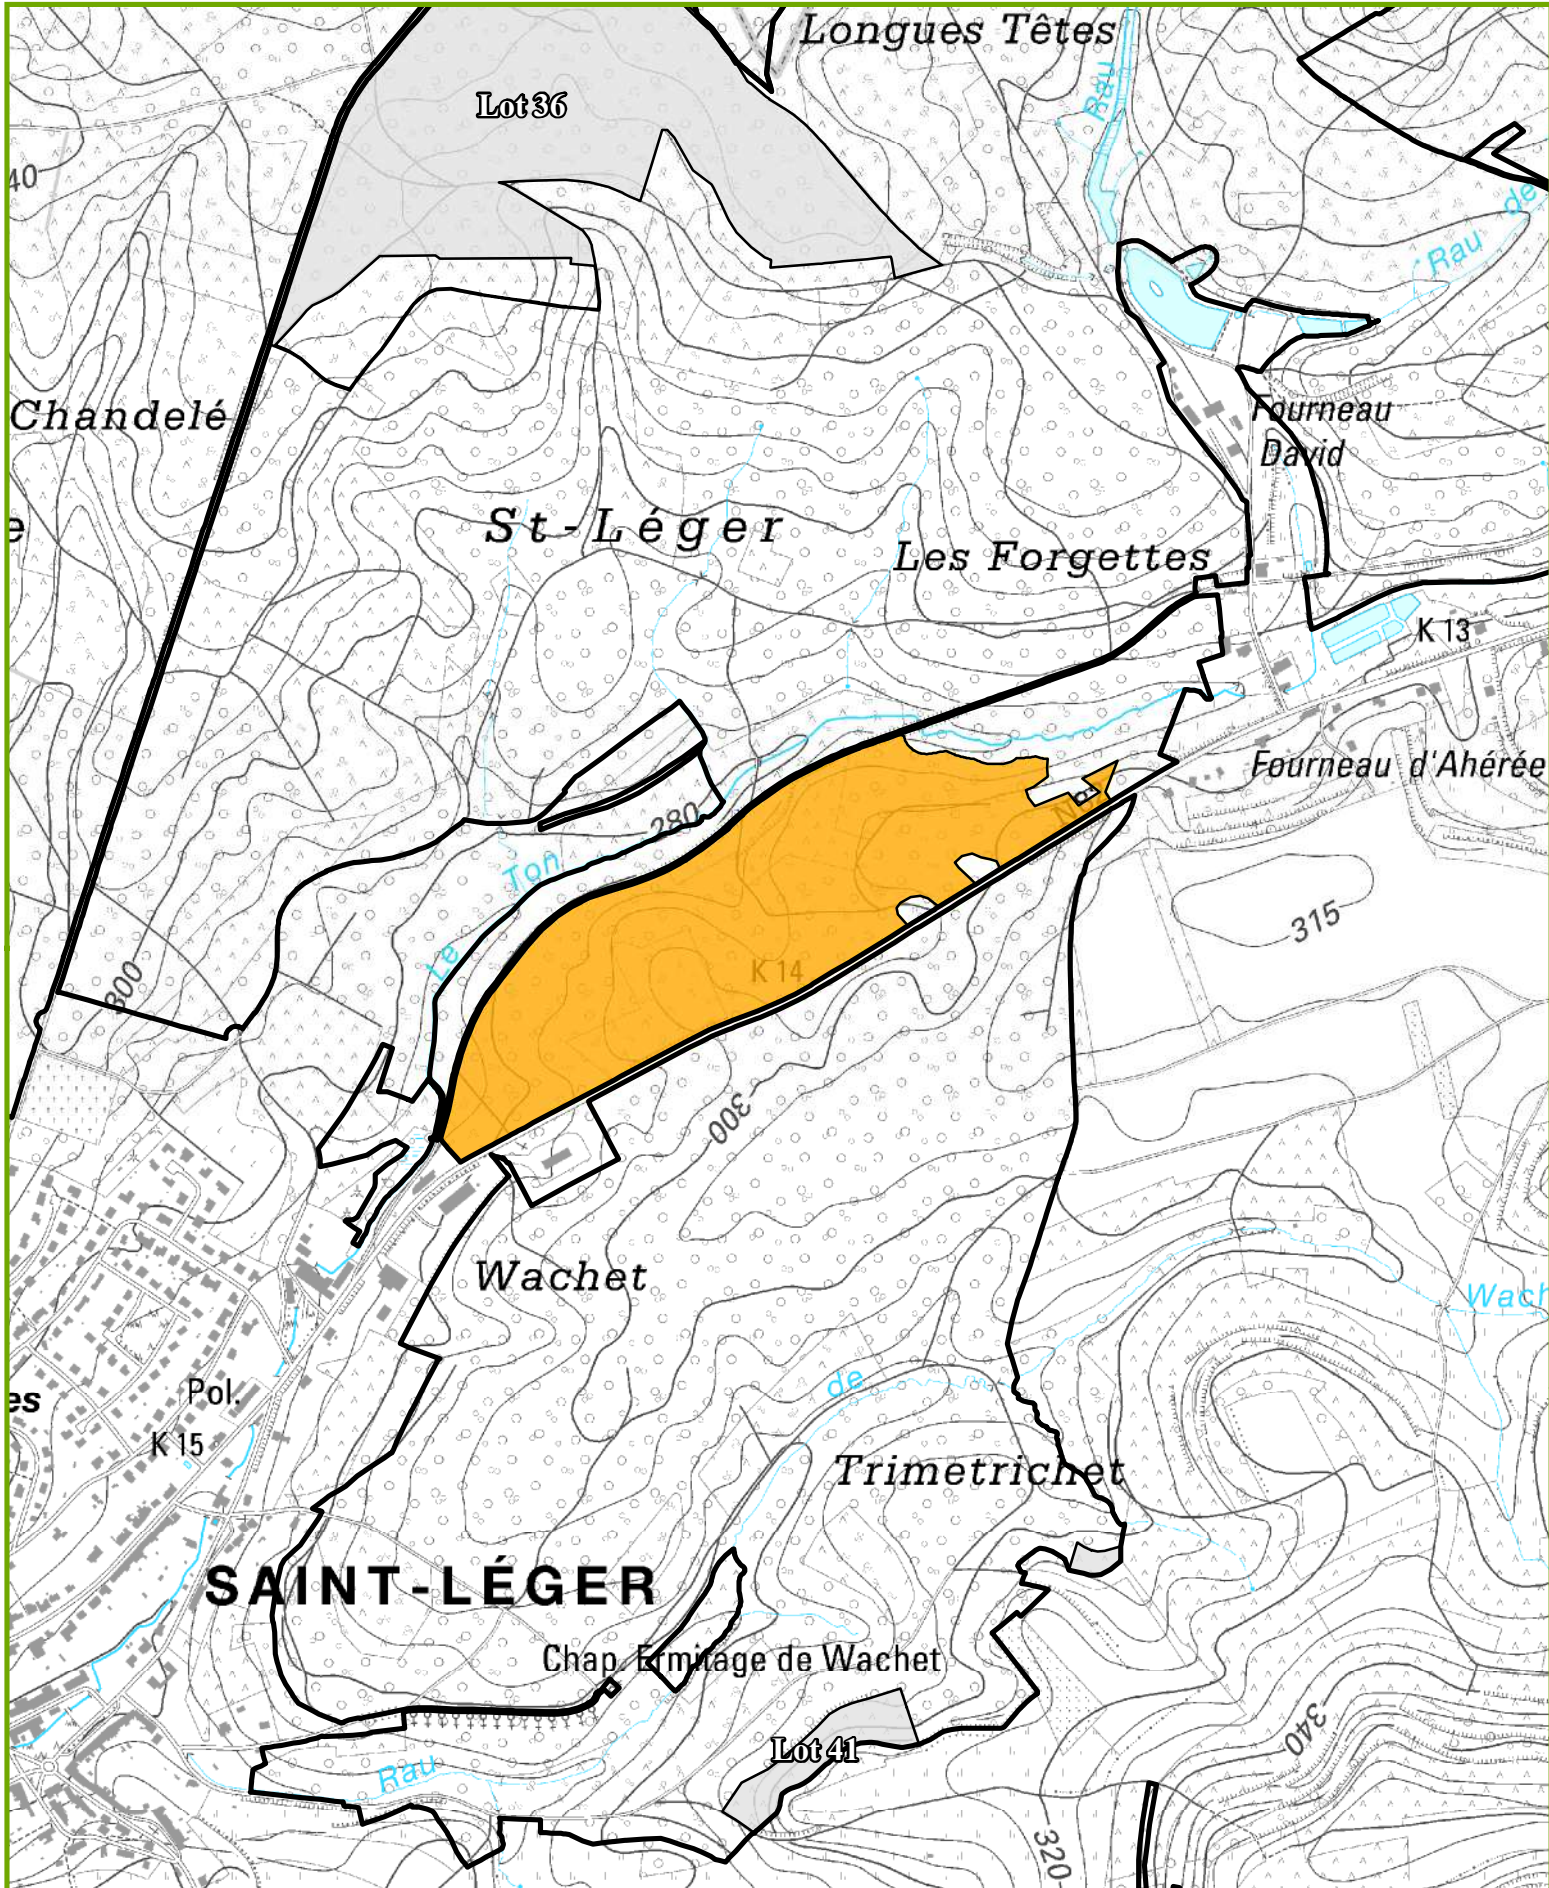 Longues Têtes
Lot 36
Rau
40
de
Rau
Chandelé
Fourneau
David
e
St-Léger
Les Forgettes
K 13
Fourneau d'Ahérée
280
Ton
315
Le
K 14
300
300
Wachet
Wach
de
Pol.
es
K 15
Trimetrichet
SAINT-LÉGER
Chap. Ermitage de Wachet
340
Lot 41
Rau
320